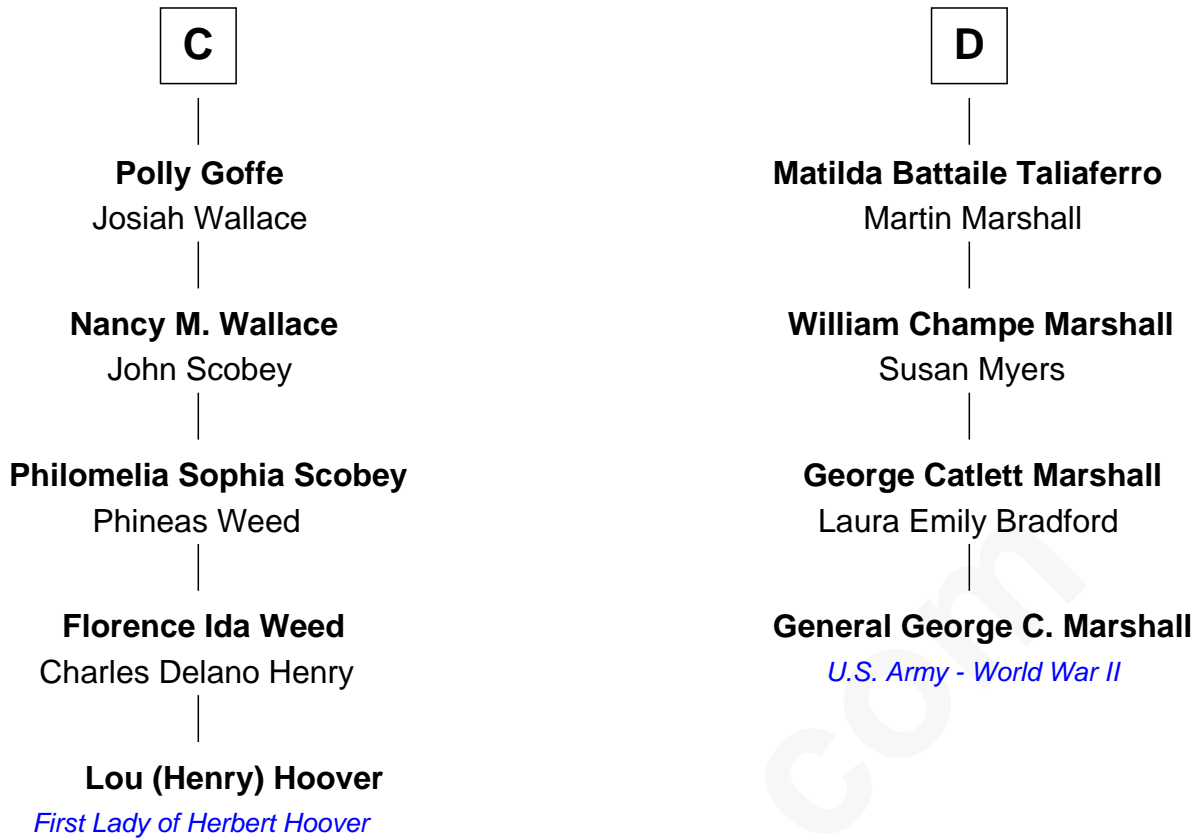 C
Polly Goffe
Josiah Wallace
Nancy M. Wallace
John Scobey
Philomelia Sophia Scobey
Phineas Weed
Florence Ida Weed
Charles Delano Henry
Lou (Henry) Hoover
First Lady of Herbert Hoover
D
Matilda Battaile Taliaferro
Martin Marshall
William Champe Marshall
Susan Myers
George Catlett Marshall
Laura Emily Bradford
General George C. Marshall
U.S. Army - World War II
com